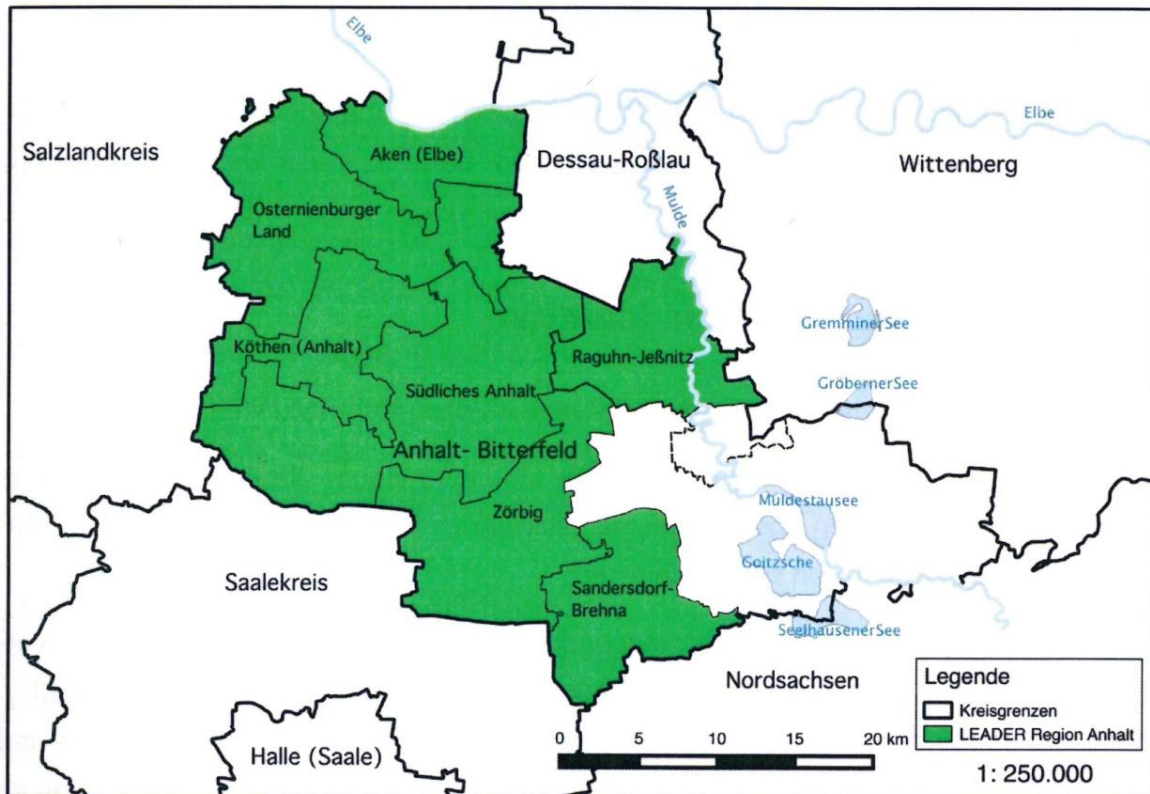 Elbe
Elbe
Salzlandkreis
Aken (Elbe)
Dessau-Roßlau
Wittenberg
Mulde
Osternienburger
Land
GremminerSee
Köthen (Anhalt)
Raguhn-Jeßnitz
GröbernerSee
Südliches Anhalt
Anhalt- Bitterfeld
Muldestausee
Zörbig
Goitzsche
Saalekreis
Sandersdorf-
Brehna
SeelhausenerSee
Nordsachsen
Legende
Kreisgrenzen
LEADER Region Anhalt
0 5 10 15 20 km
Halle (Saale)
1: 250.000